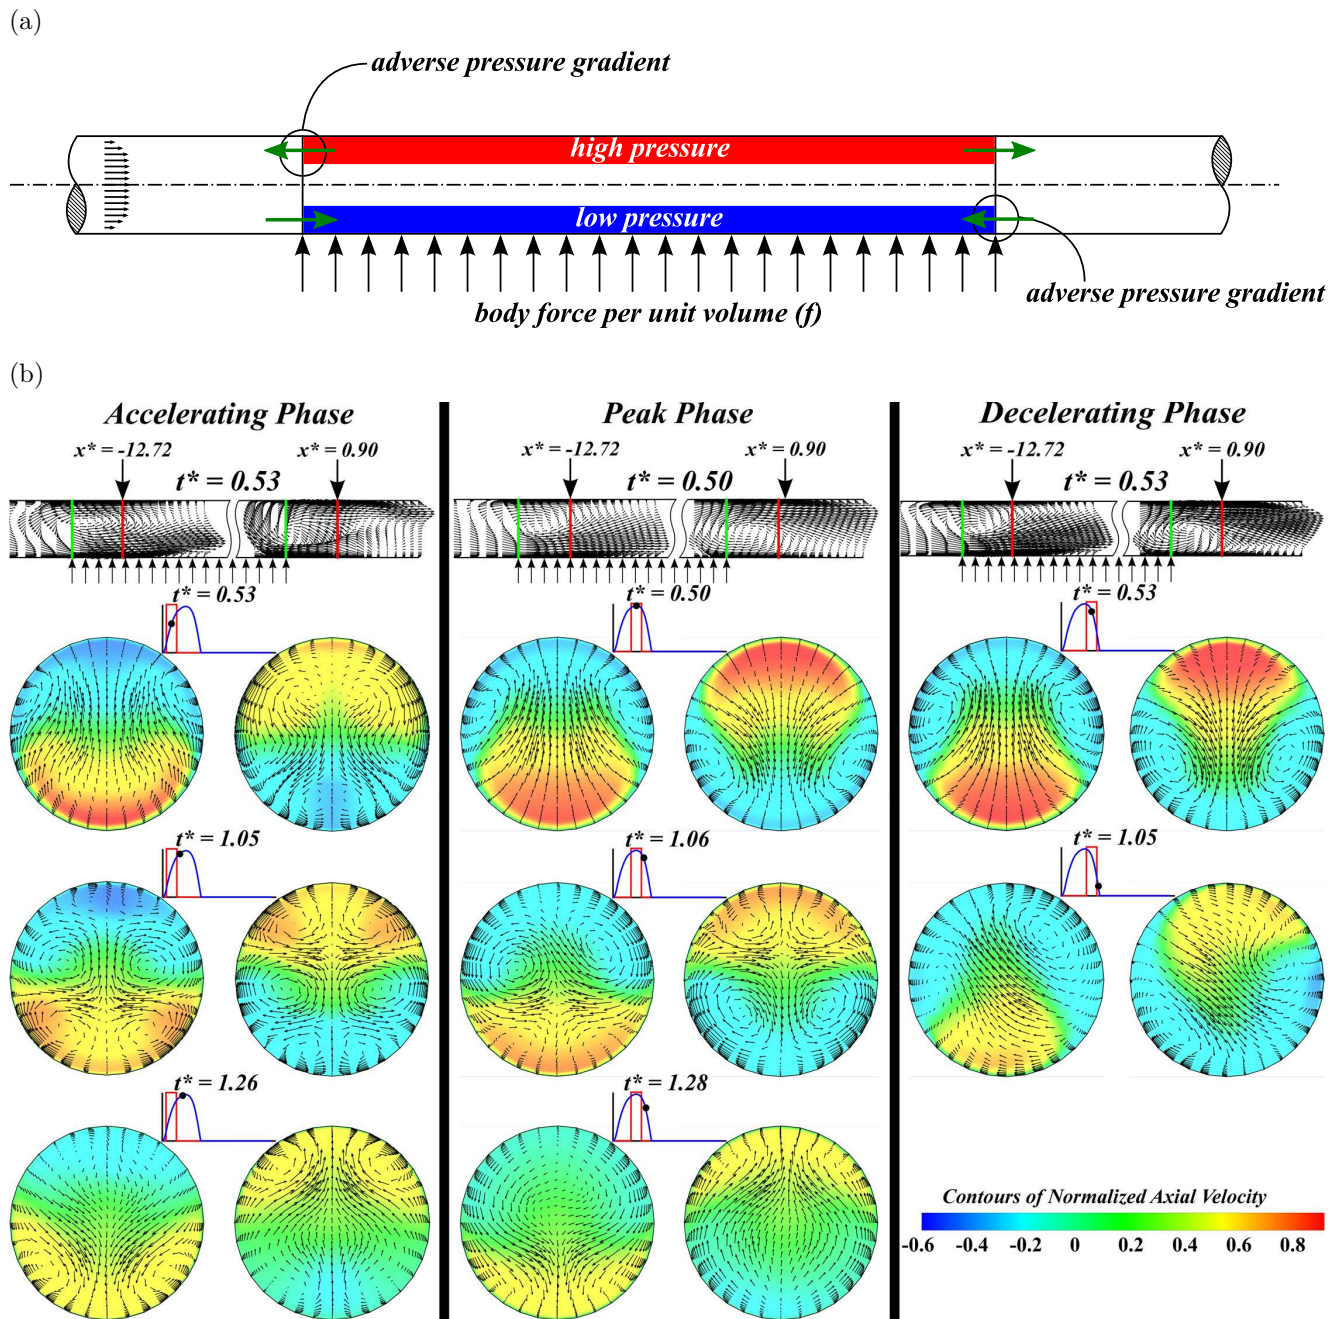 (a)
adverse pressure gradient
high pressure
low pressure
adverse pressure gradient
body force per unit volume (f)
(b)
Accelerating Phase
Peak Phase
Decelerating Phase
x* = -12.72
x* = 0.90
x* = -12.72
x* = 0.90
x* = -12.72
x* = 0.90
t* = 0.53
t* = 0.50
t* = 0.53
t* = 0.53
t* = 0.50
t* = 0.53
t* = 1.05
t* = 1.06
t* = 1.05
t* = 1.26
t* = 1.28
Contours of Normalized Axial Velocity
-0.6 -0.4 -0.2 0 0.2 0.4 0.6 0.8